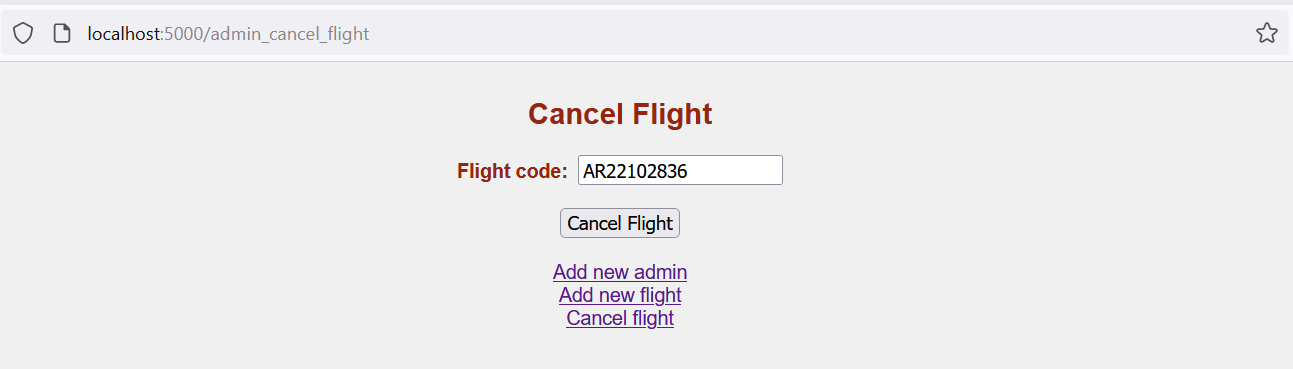 localhost:5000/admin_cancel_flight
Cancel Flight
Flight code: AR22102836
Cancel Flight
Add new admin
Add new flight
Cancel flight